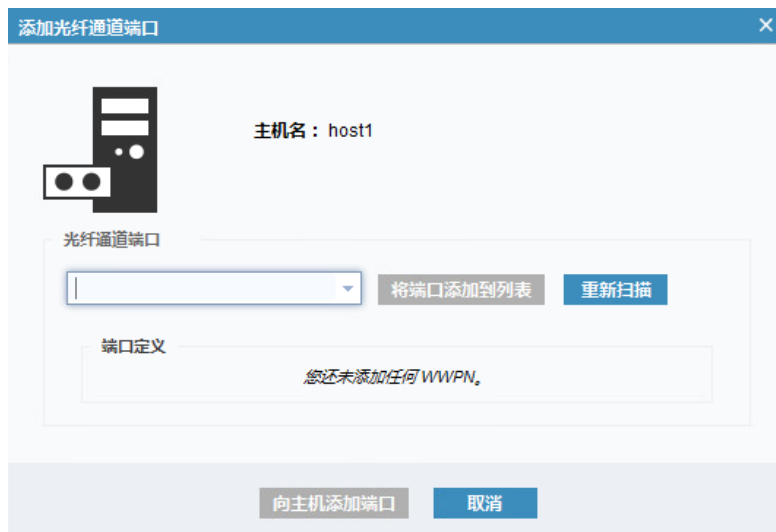 添加光纤通道端口
主机名： host1
光纤通道端口
将端口添加到列表 重新扫描
端口定义
您还未添加任何 WWPN。
向主机添加端口 取消